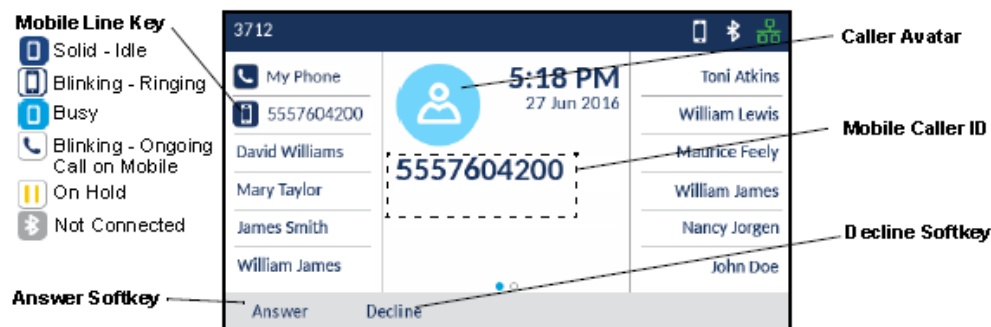 Mobile Line Key
Solid - Idle
Blinking - Ringing
Busy
Blinking - Ongoing
Call on Mobile
On Hold
Not Connected
Answer Softkey
3712
My Phone
5557604200
David Williams
Mary Taylor
James Smith
William James
5:18 PM
27 Jun 2016
5557604200
Toni Atkins
William Lewis
Maurice Feely
William James
Nancy Jorgen
John Doe
Answer
Decline
Caller Avatar
Mobile Caller ID
Decline Softkey